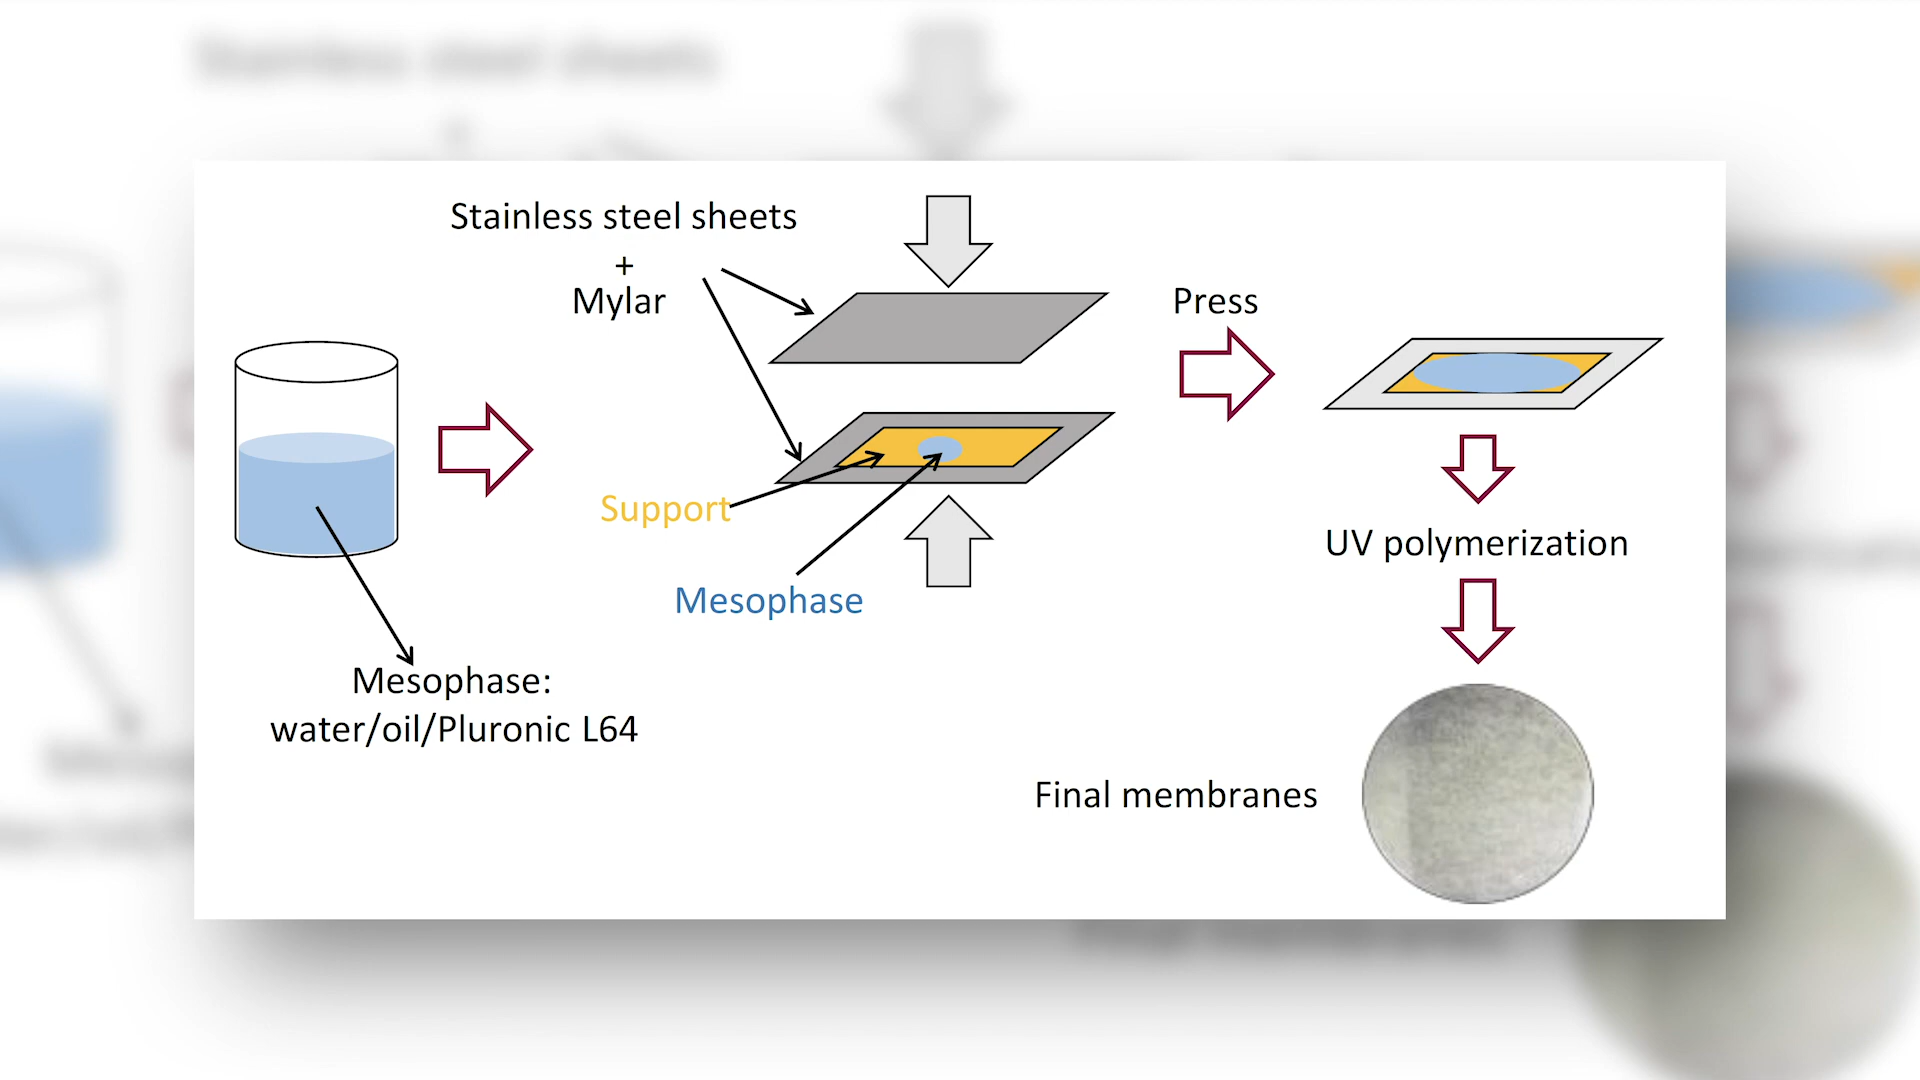 Stainless steel sheets
+
Mylar
Press
Support
UV polymerization
Mesophase
Mesophase:
water/oil/Pluronic L64
Final membranes